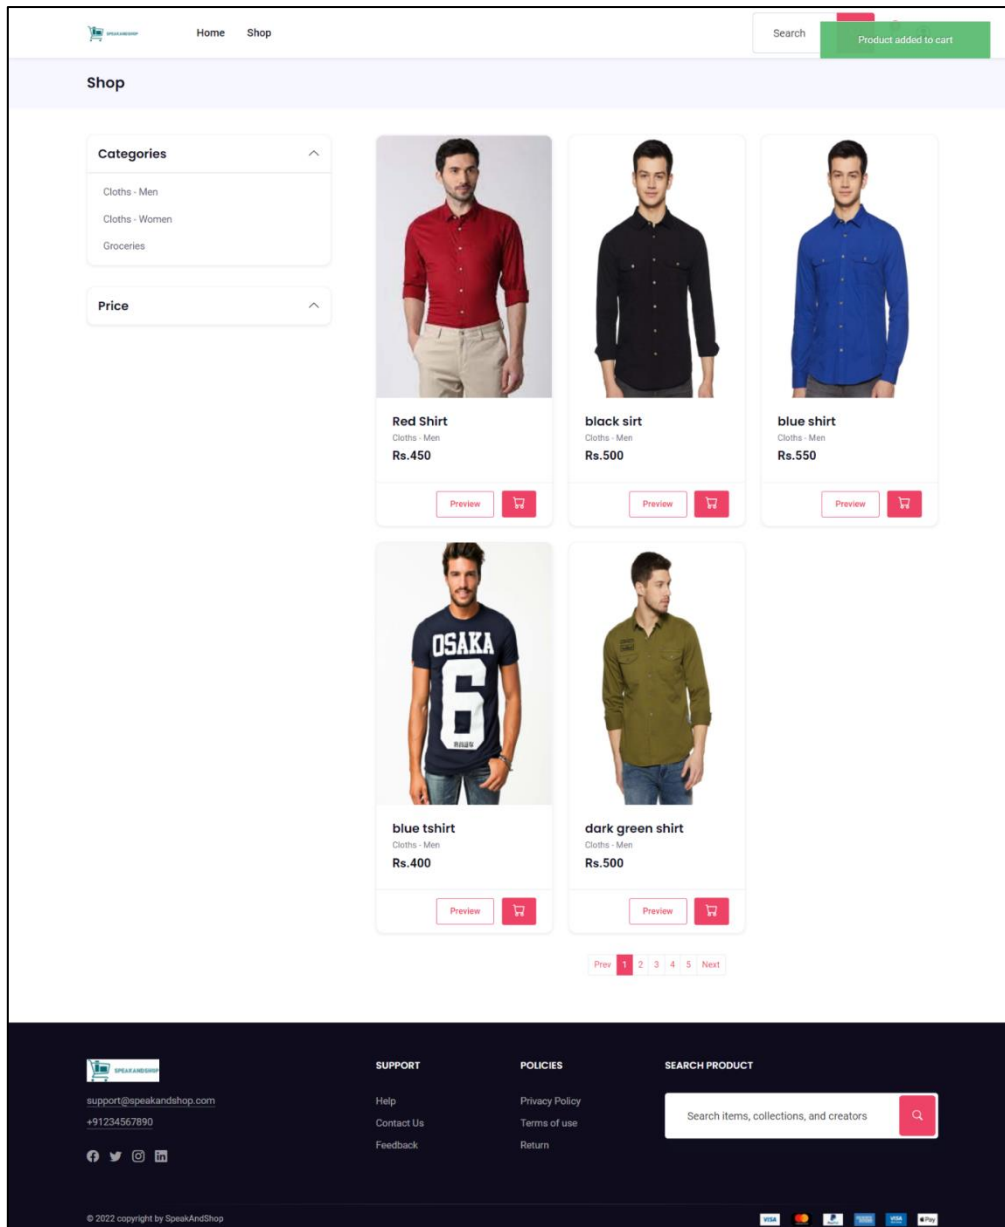 SPEAKANDSHOP
Home
Shop
Search
Product added to cart
Shop
Categories
Cloths - Men
Cloths - Women
Groceries
Price
Red Shirt
Cloths - Men
Rs.450
Preview
black sirt
Cloths - Men
Rs.500
Preview
blue shirt
Cloths - Men
Rs.550
Preview
OSAKA
6
blue tshirt
Cloths - Men
Rs.400
Preview
dark green shirt
Cloths - Men
Rs.500
Preview
Prev 1 2 3 4 5 Next
SPEAKANDSHOP
support@speakandshop.com
+91234567890
SUPPORT
Help
Contact Us
Feedback
POLICIES
Privacy Policy
Terms of use
Return
SEARCH PRODUCT
Search items, collections, and creators
© 2022 copyright by SpeakAndShop
VISA
VISA
Pay